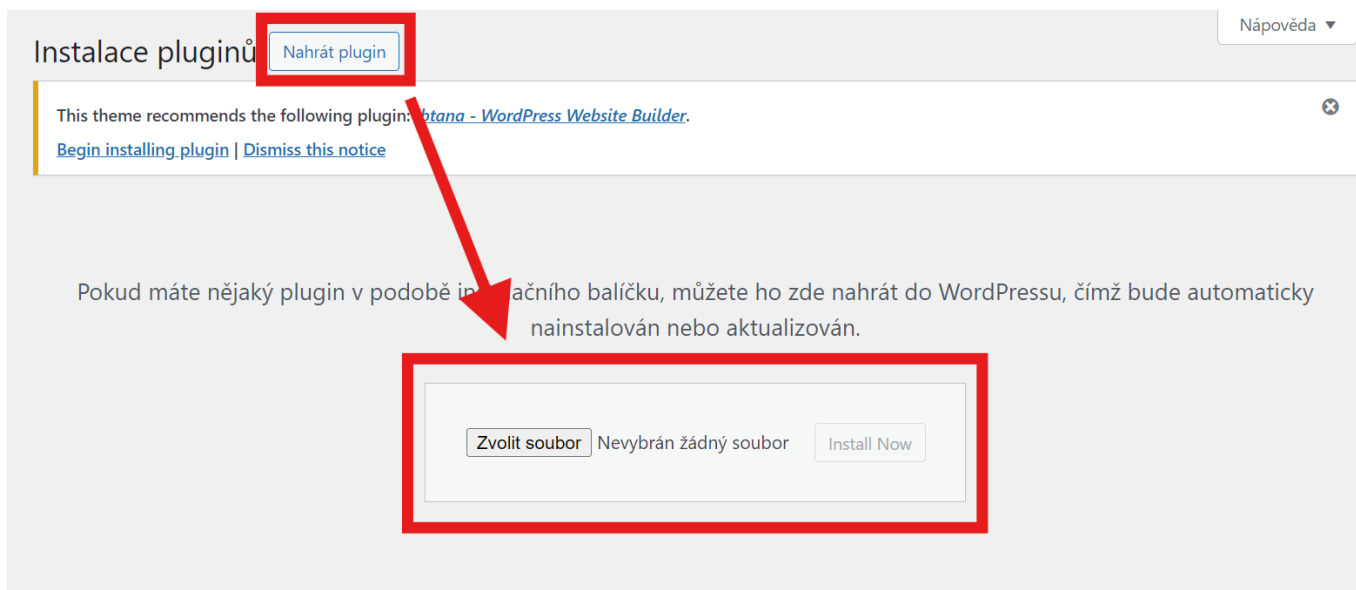 Nápověda ▼
Instalace pluginů Nahrát plugin
This theme recommends the following plugin: btana - WordPress Website Builder.
Begin installing plugin | Dismiss this notice
Pokud máte nějaký plugin v podobě in ačního balíčku, můžete ho zde nahrát do WordPressu, čímž bude automaticky
nainstalován nebo aktualizován.
Zvolit soubor Nevybrán žádný soubor Install Now